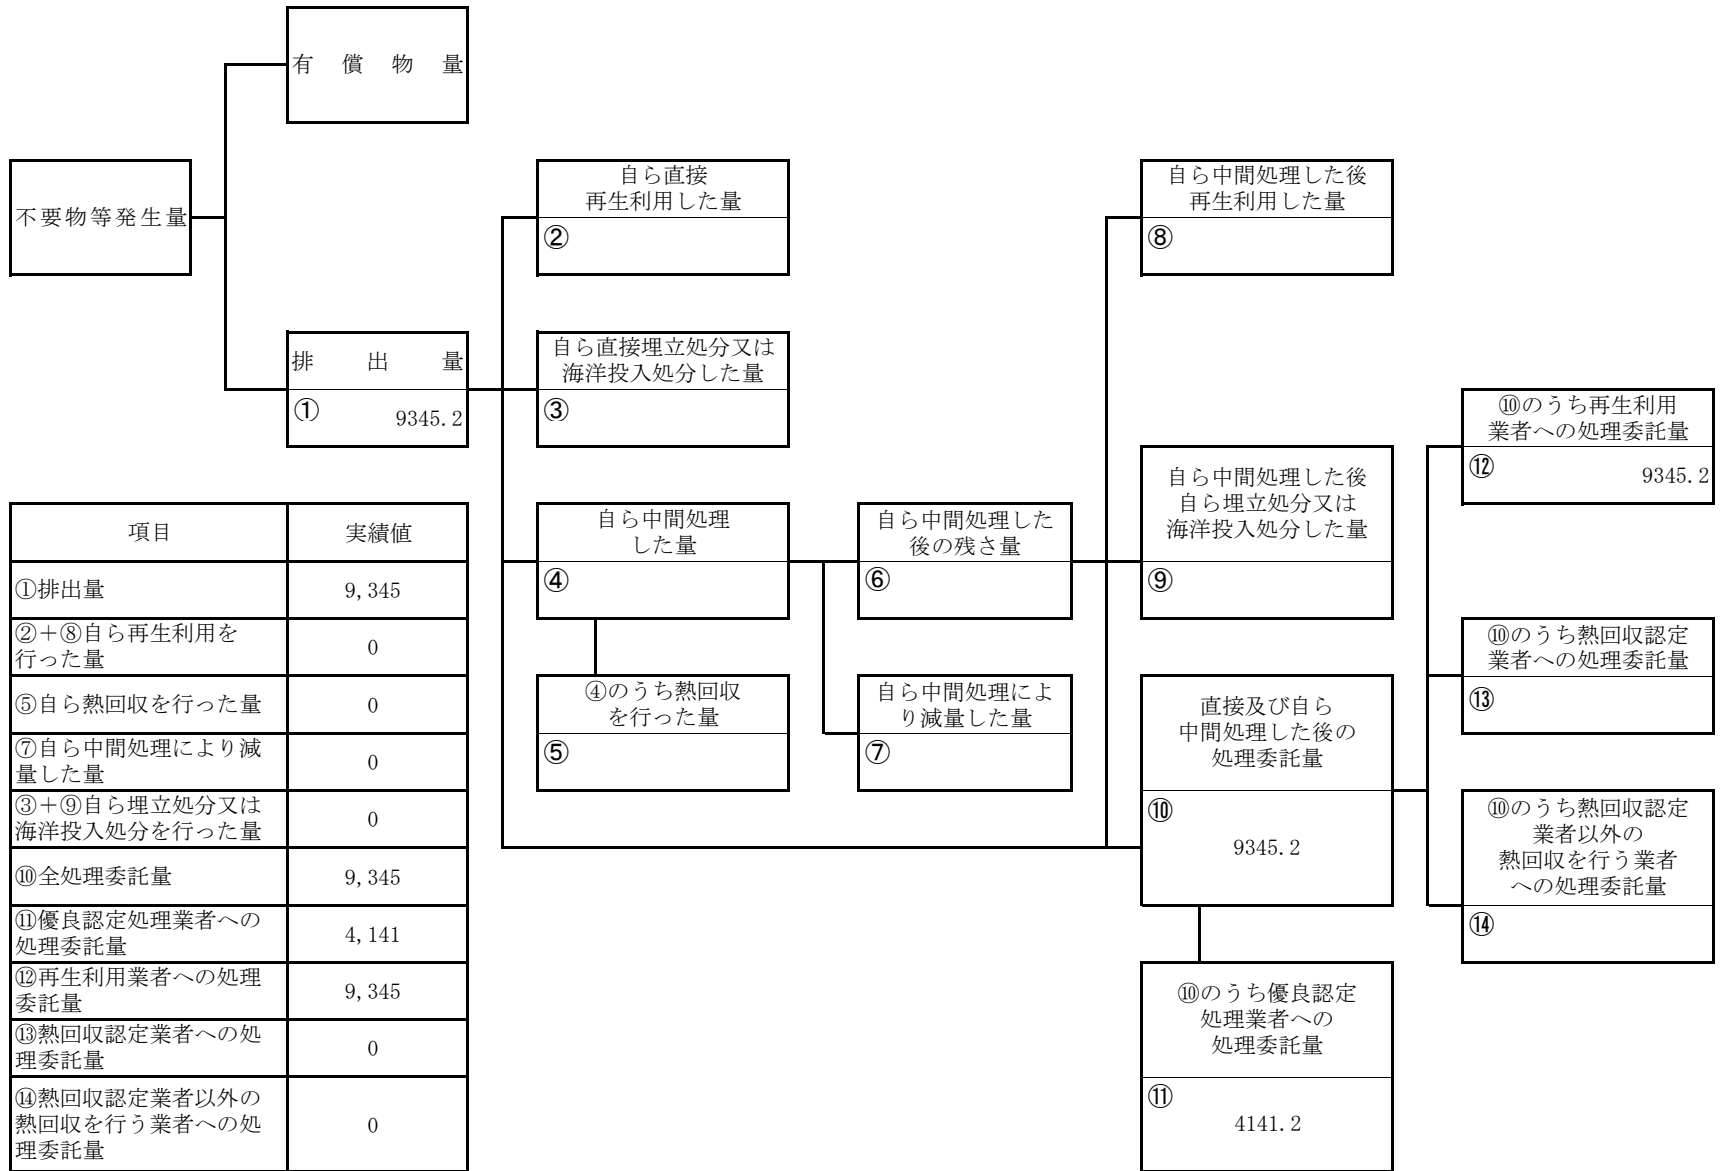 有償物量
不要物等発生量
排出量
①
9345.2
自ら直接
再生利用した量
②
自ら直接埋立処分又は
海洋投入処分した量
③
自ら中間処理
した量
④
④のうち熱回収
を行った量
⑤
自ら中間処理した
後の残さ量
⑥
自ら中間処理によ
り減量した量
⑦
自ら中間処理した後
再生利用した量
⑧
自ら中間処理した後
自ら埋立処分又は
海洋投入処分した量
⑨
直接及び自ら
中間処理した後の
処理委託量
⑩
9345.2
⑩のうち優良認定
処理業者への
処理委託量
⑪
4141.2
⑩のうち再生利用
業者への処理委託量
⑫
9345.2
⑩のうち熱回収認定
業者への処理委託量
⑬
⑩のうち熱回収認定
業者以外の
熱回収を行う業者
への処理委託量
⑭
項目 実績値
①排出量 9,345
②＋⑧自ら再生利用を
行った量 0
⑤自ら熱回収を行った量 0
⑦自ら中間処理により減
量した量 0
③＋⑨自ら埋立処分又は
海洋投入処分を行った量 0
⑩全処理委託量 9,345
⑪優良認定処理業者への
処理委託量 4,141
⑫再生利用業者への処理
委託量 9,345
⑬熱回収認定業者への処
理委託量 0
⑭熱回収認定業者以外の
熱回収を行う業者への処
理委託量 0